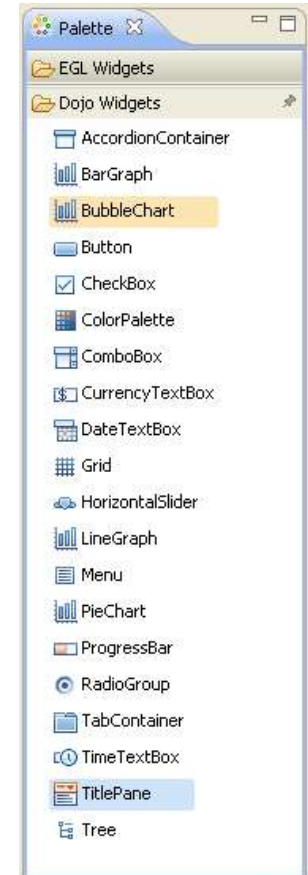 Palette
EGL Widgets
Dojo Widgets
AccordionContainer
BarGraph
BubbleChart
Button
CheckBox
ColorPalette
ComboBox
CurrencyTextBox
DateTextBox
Grid
HorizontalSlider
LineGraph
Menu
PieChart
ProgressBar
RadioGroup
TabContainer
TimeTextBox
TitlePane
Tree